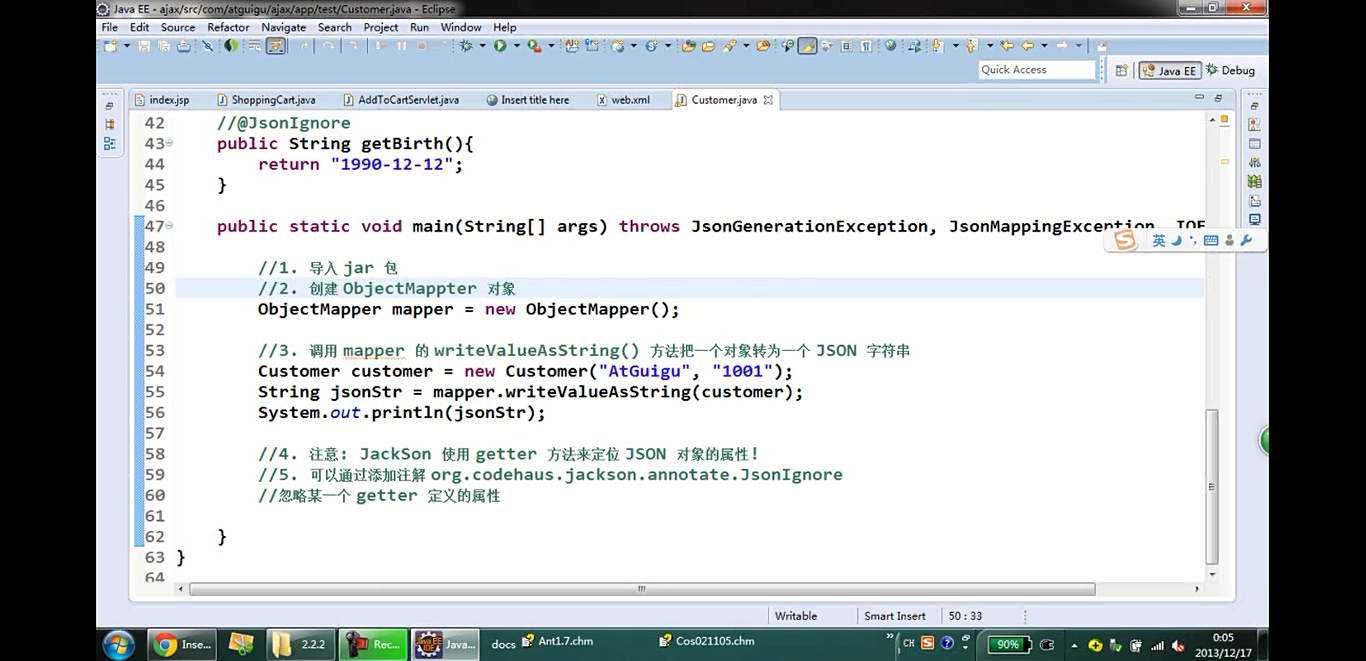 Java EE - ajax/src/com/atguigu/ajax/app/test/Customer.java - Eclipse
File Edit Source Refactor Navigate Search Project Run Window Help
Quick Access Java EE Debug
index.jsp ShoppingCart.java AddToCartServlet.java Insert title here web.xml Customer.java
42 //@JsonIgnore
43 public String getBirth(){
44 return "1990-12-12";
45 }
46
47 public static void main(String[] args) throws JsonGenerationException, JsonMappingException, IOE
英
48
49 //1. 导入 jar 包
50 //2. 创建 ObjectMappter 对象
51 ObjectMapper mapper = new ObjectMapper();
52
53 //3. 调用 mapper 的 writeValueAsString() 方法把一个对象转为一个 JSON 字符串
54 Customer customer = new Customer("AtGuigu", "1001");
55 String jsonStr = mapper.writeValueAsString(customer);
56 System.out.println(jsonStr);
57
58 //4. 注意: JackSon 使用 getter 方法来定位 JSON 对象的属性!
59 //5. 可以通过添加注解 org.codehaus.jackson.annotate.JsonIgnore
60 //忽略某一个 getter 定义的属性
61
62 }
63 }
64
Writable Smart Insert 50 : 33
Inse... 2.2.2 Rec... Java... docs Ant1.7.chm Cos021105.chm CH 90% 0:05
2013/12/17